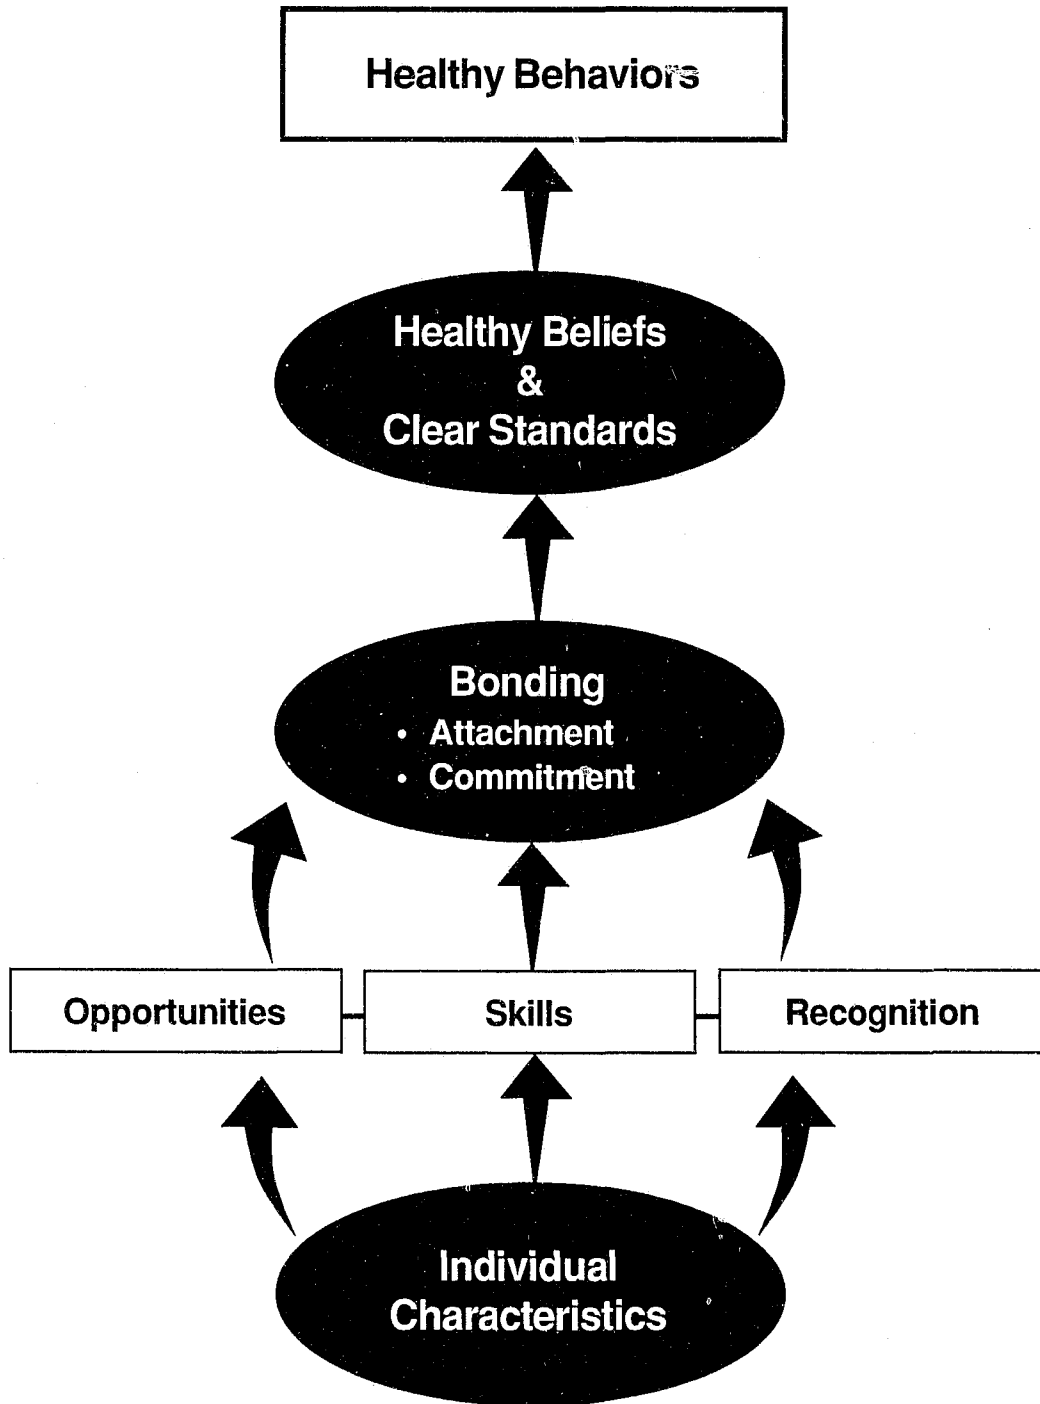 Healthy Behaviors
Healthy Beliefs
&
Clear Standards
Bonding
• Attachment
• Commitment
Opportunities
Skills
Recognition
Individual
Characteristics